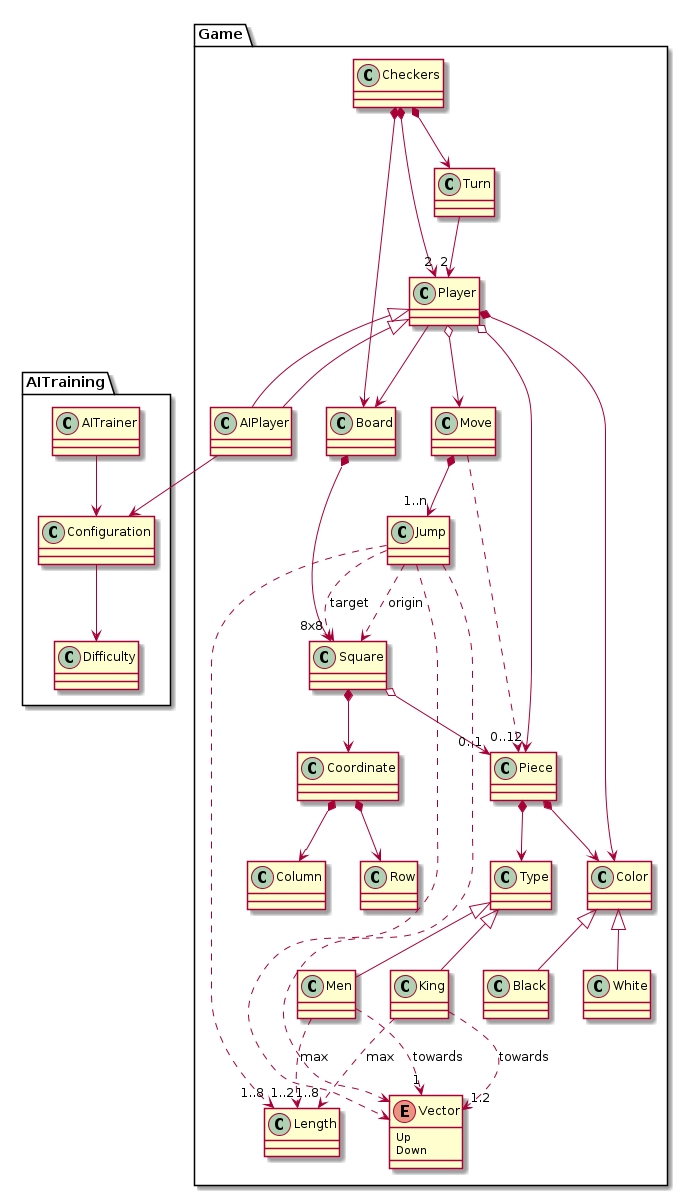 Game
C Checkers
C Turn
2 2
C Player
AITraining
C AITrainer
C AIPlayer
C Board
C Move
1..n
C Configuration
C Jump
target
origin
8x8
C Difficulty
C Square
0..1
0..12
C Coordinate
C Piece
C Column
C Row
C Type
C Color
C Men
C King
C Black
C White
max
max
towards
towards
1
1..8
1..2
1..8
1.2
C Length
E Vector
Up
Down